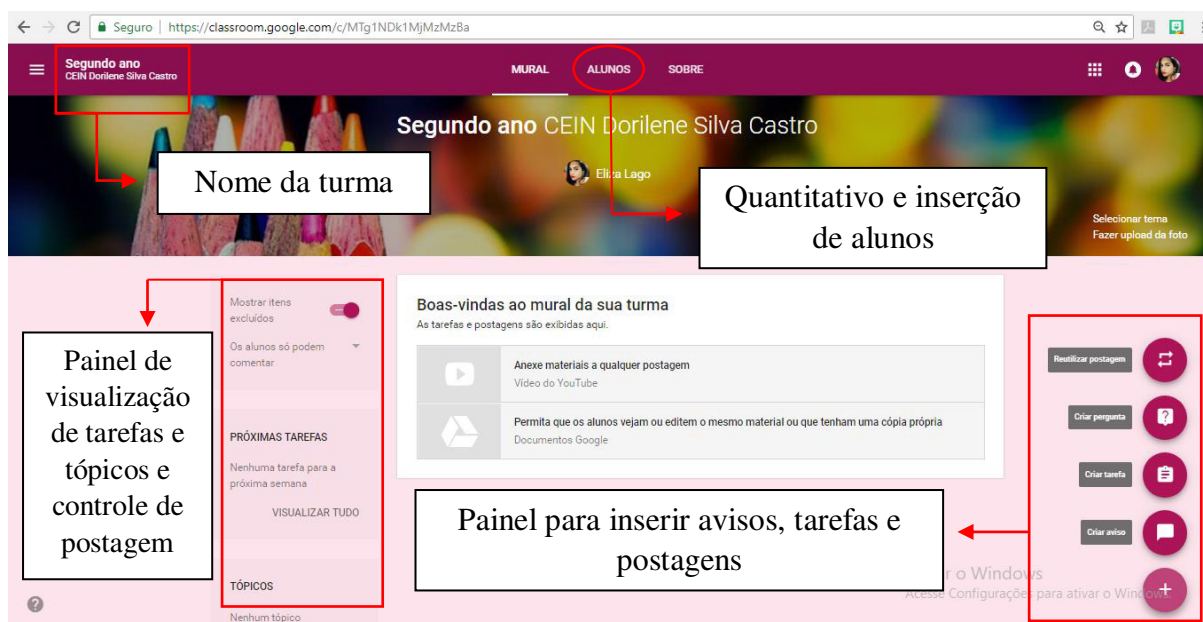 Seguro | https://classroom.google.com/c/MTg1NDk1MjMzMzBa
Segundo ano
CEIN Dorilene Silva Castro
MURAL ALUNOS SOBRE
Segundo ano CEIN Dorilene Silva Castro
Eliza Lago
Nome da turma
Quantitativo e inserção
de alunos
Selecionar tema
Fazer upload da foto
Mostrar itens
excluídos
Os alunos só podem
comentar
PRÓXIMAS TAREFAS
Nenhuma tarefa para a
próxima semana
VISUALIZAR TUDO
TÓPICOS
Nenhum tópico
Painel de
visualização
de tarefas e
tópicos e
controle de
postagem
Boas-vindas ao mural da sua turma
As tarefas e postagens são exibidas aqui.
Anexe materiais a qualquer postagem
Vídeo do YouTube
Permita que os alunos vejam ou editem o mesmo material ou que tenham uma cópia própria
Documentos Google
Painel para inserir avisos, tarefas e
postagens
Reutilizar postagem
Criar pergunta
Criar tarefa
Criar aviso
r o Windows
Acesse Configurações para ativar o Windows.